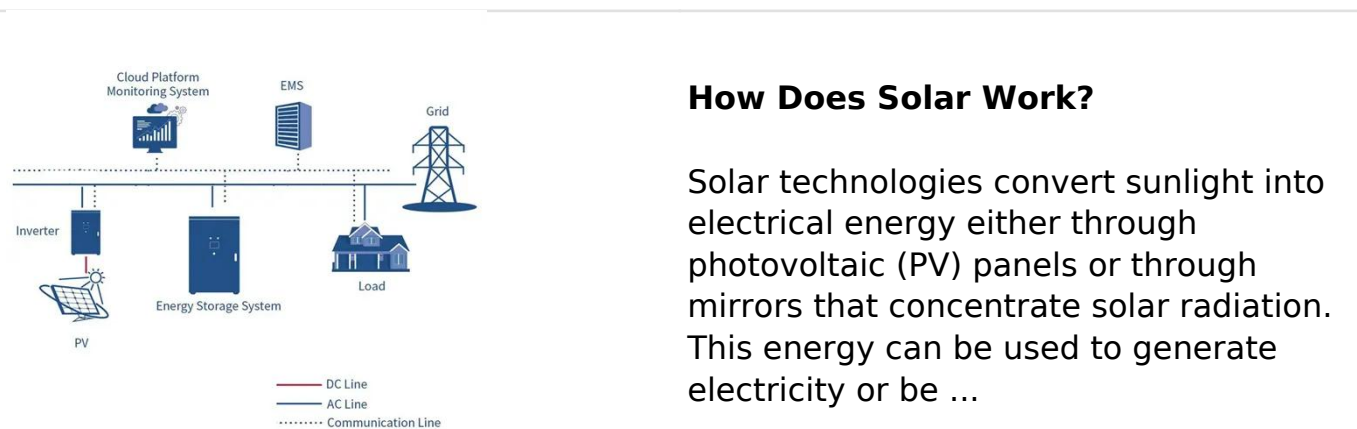 Cloud Platform
Monitoring System
EMS
Grid
Inverter
Load
Energy Storage System
PV
DC Line
AC Line
Communication Line
How Does Solar Work?
Solar technologies convert sunlight into
electrical energy either through
photovoltaic (PV) panels or through
mirrors that concentrate solar radiation.
This energy can be used to generate
electricity or be ...